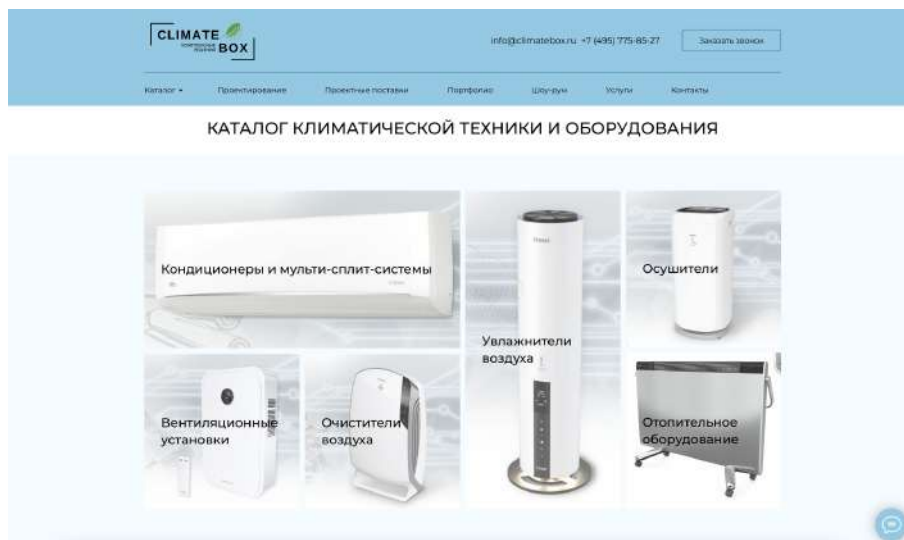 CLIMATE
BOX
info@climatebox.ru +7 (495) 775-85-27
Заказать звонок
Каталог
Проектирование
Проектные поставки
Портфолио
Шоу-рум
Услуги
Контакты
КАТАЛОГ КЛИМАТИЧЕСКОЙ ТЕХНИКИ И ОБОРУДОВАНИЯ
Кондиционеры и мульти-сплит-системы
Увлажнители
воздуха
Осушители
Вентиляционные
установки
Очистители
воздуха
Отопительное
оборудование